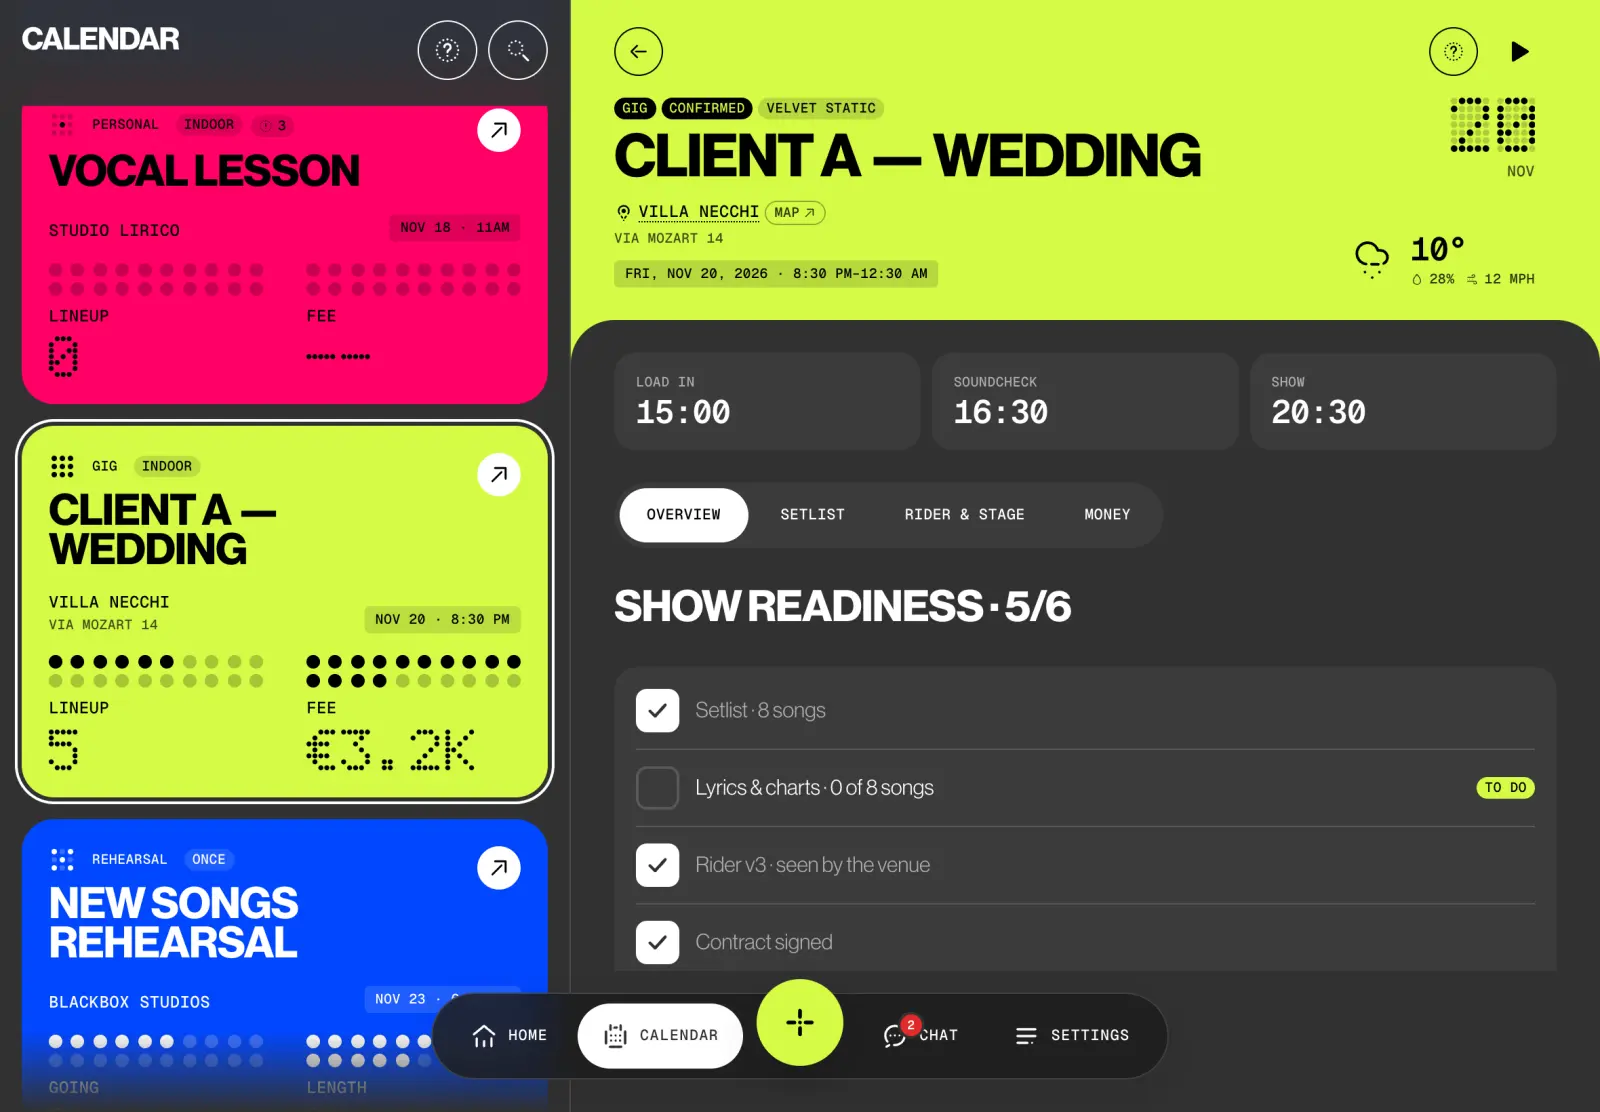 CALENDAR
PERSONAL INDOOR 3
VOCAL LESSON
STUDIO LIRICO
NOV 18 · 11AM
LINEUP
FEE
0
GIG INDOOR
CLIENT A —
WEDDING
VILLA NECCHI
VIA MOZART 14
NOV 20 · 8:30 PM
LINEUP
FEE
5
€3.2K
REHEARSAL ONCE
NEW SONGS
REHEARSAL
BLACKBOX STUDIOS
NOV 23 ·
GOING
LENGTH
GIG CONFIRMED VELVET STATIC
CLIENT A — WEDDING
VILLA NECCHI MAP
VIA MOZART 14
FRI, NOV 20, 2026 · 8:30 PM–12:30 AM
20
NOV
10°
28% 12 MPH
LOAD IN
15:00
SOUNDCHECK
16:30
SHOW
20:30
OVERVIEW SETLIST RIDER & STAGE MONEY
SHOW READINESS · 5/6
Setlist · 8 songs
Lyrics & charts · 0 of 8 songs TO DO
Rider v3 · seen by the venue
Contract signed
HOME CALENDAR 2 CHAT SETTINGS